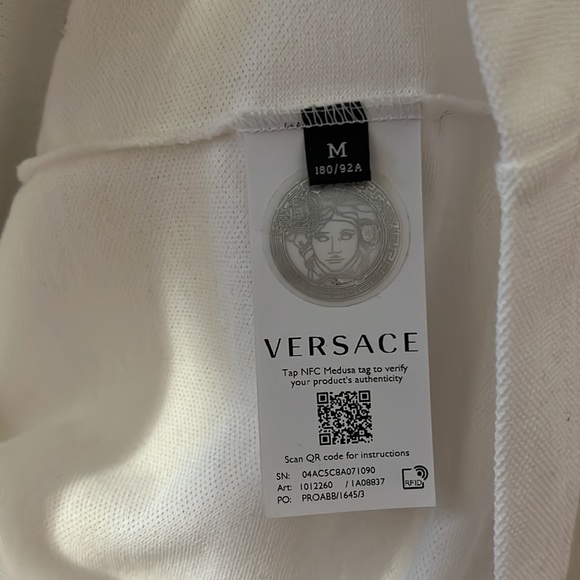 M
180/92A
VERSACE
Tap NFC Medusa tag to verify
your product's authenticity
Scan QR code for instructions
SN: 04AC5C8A071090
Art: 1012260 / 1A08837
PO: PROABB/1645/3
RFID